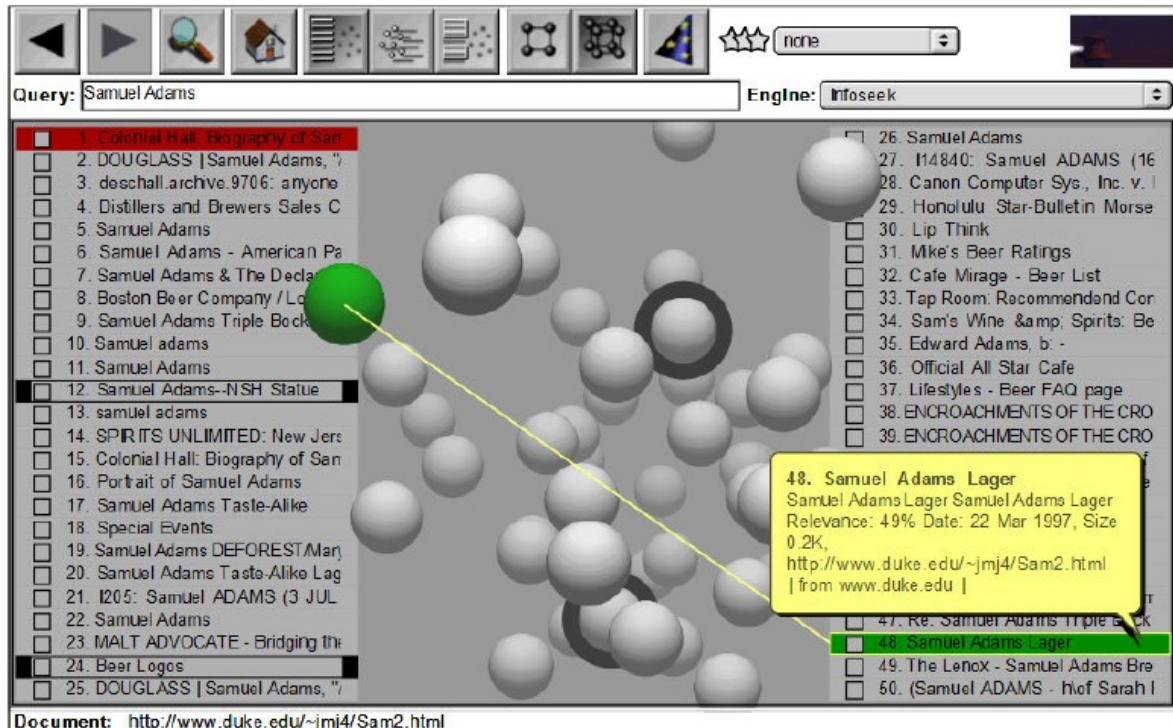 none
Query: Samuel Adams
Engine: Infoseek
1. Colonial Hall: Biography of San
2. DOUGLASS | Samuel Adams, "
3. deschall.archive.9706: anyone
4. Distillers and Brewers Sales C
5. Samuel Adams
6. Samuel Adams - American Pa
7. Samuel Adams & The Decla
8. Boston Beer Company / Lo
9. Samuel Adams Triple Bock
10. Samuel adams
11. Samuel Adams
12. Samuel Adams--NSH Statue
13. samuel adams
14. SPIRITS UNLIMITED: New Jers
15. Colonial Hall: Biography of San
16. Portrait of Samuel Adams
17. Samuel Adams Taste-Alike
18. Special Events
19. Samuel Adams DEFOREST/Mary
20. Samuel Adams Taste-Alike Lag
21. I205: Samuel ADAMS (3 JUL
22. Samuel Adams
23. MALT ADVOCATE - Bridging the
24. Beer Logos
25. DOUGLASS | Samuel Adams, "
26. Samuel Adams
27. I14840: Samuel ADAMS (16
28. Canon Computer Sys., Inc. v.
29. Honolulu Star-Bulletin Morse
30. Lip Think
31. Mike's Beer Ratings
32. Cafe Mirage - Beer List
33. Tap Room: Recommendend Con
34. Sam's Wine &amp; Spirits: Be
35. Edward Adams, b: -
36. Official All Star Cafe
37. Lifestyles - Beer FAQ page
38. ENCROACHMENTS OF THE CRO
39. ENCROACHMENTS OF THE CRO
48. Samuel Adams Lager
Samuel Adams Lager Samuel Adams Lager
Relevance: 49% Date: 22 Mar 1997, Size
0.2K,
http://www.duke.edu/~jmj4/Sam2.html
| from www.duke.edu |
47. Re: Samuel Adams Triple Bock
48. Samuel Adams Lager
49. The Lenox - Samuel Adams Bre
50. (Samuel ADAMS - h\of Sarah
Document: http://www.duke.edu/~jmj4/Sam2.html